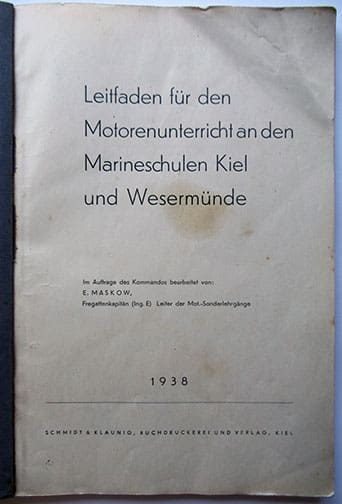 Leitfaden für den
Motorenunterricht an den
Marineschulen Kiel
und Wesermünde
Im Auftrage des Kommandos bearbeitet von:
E. MASKOW,
Fregattenkapitän (Ing. E) Leiter der Mot.-Sonderlehrgänge
1938
SCHMIDT & KLAUNIG, BUCHDRUCKEREI UND VERLAG, KIEL